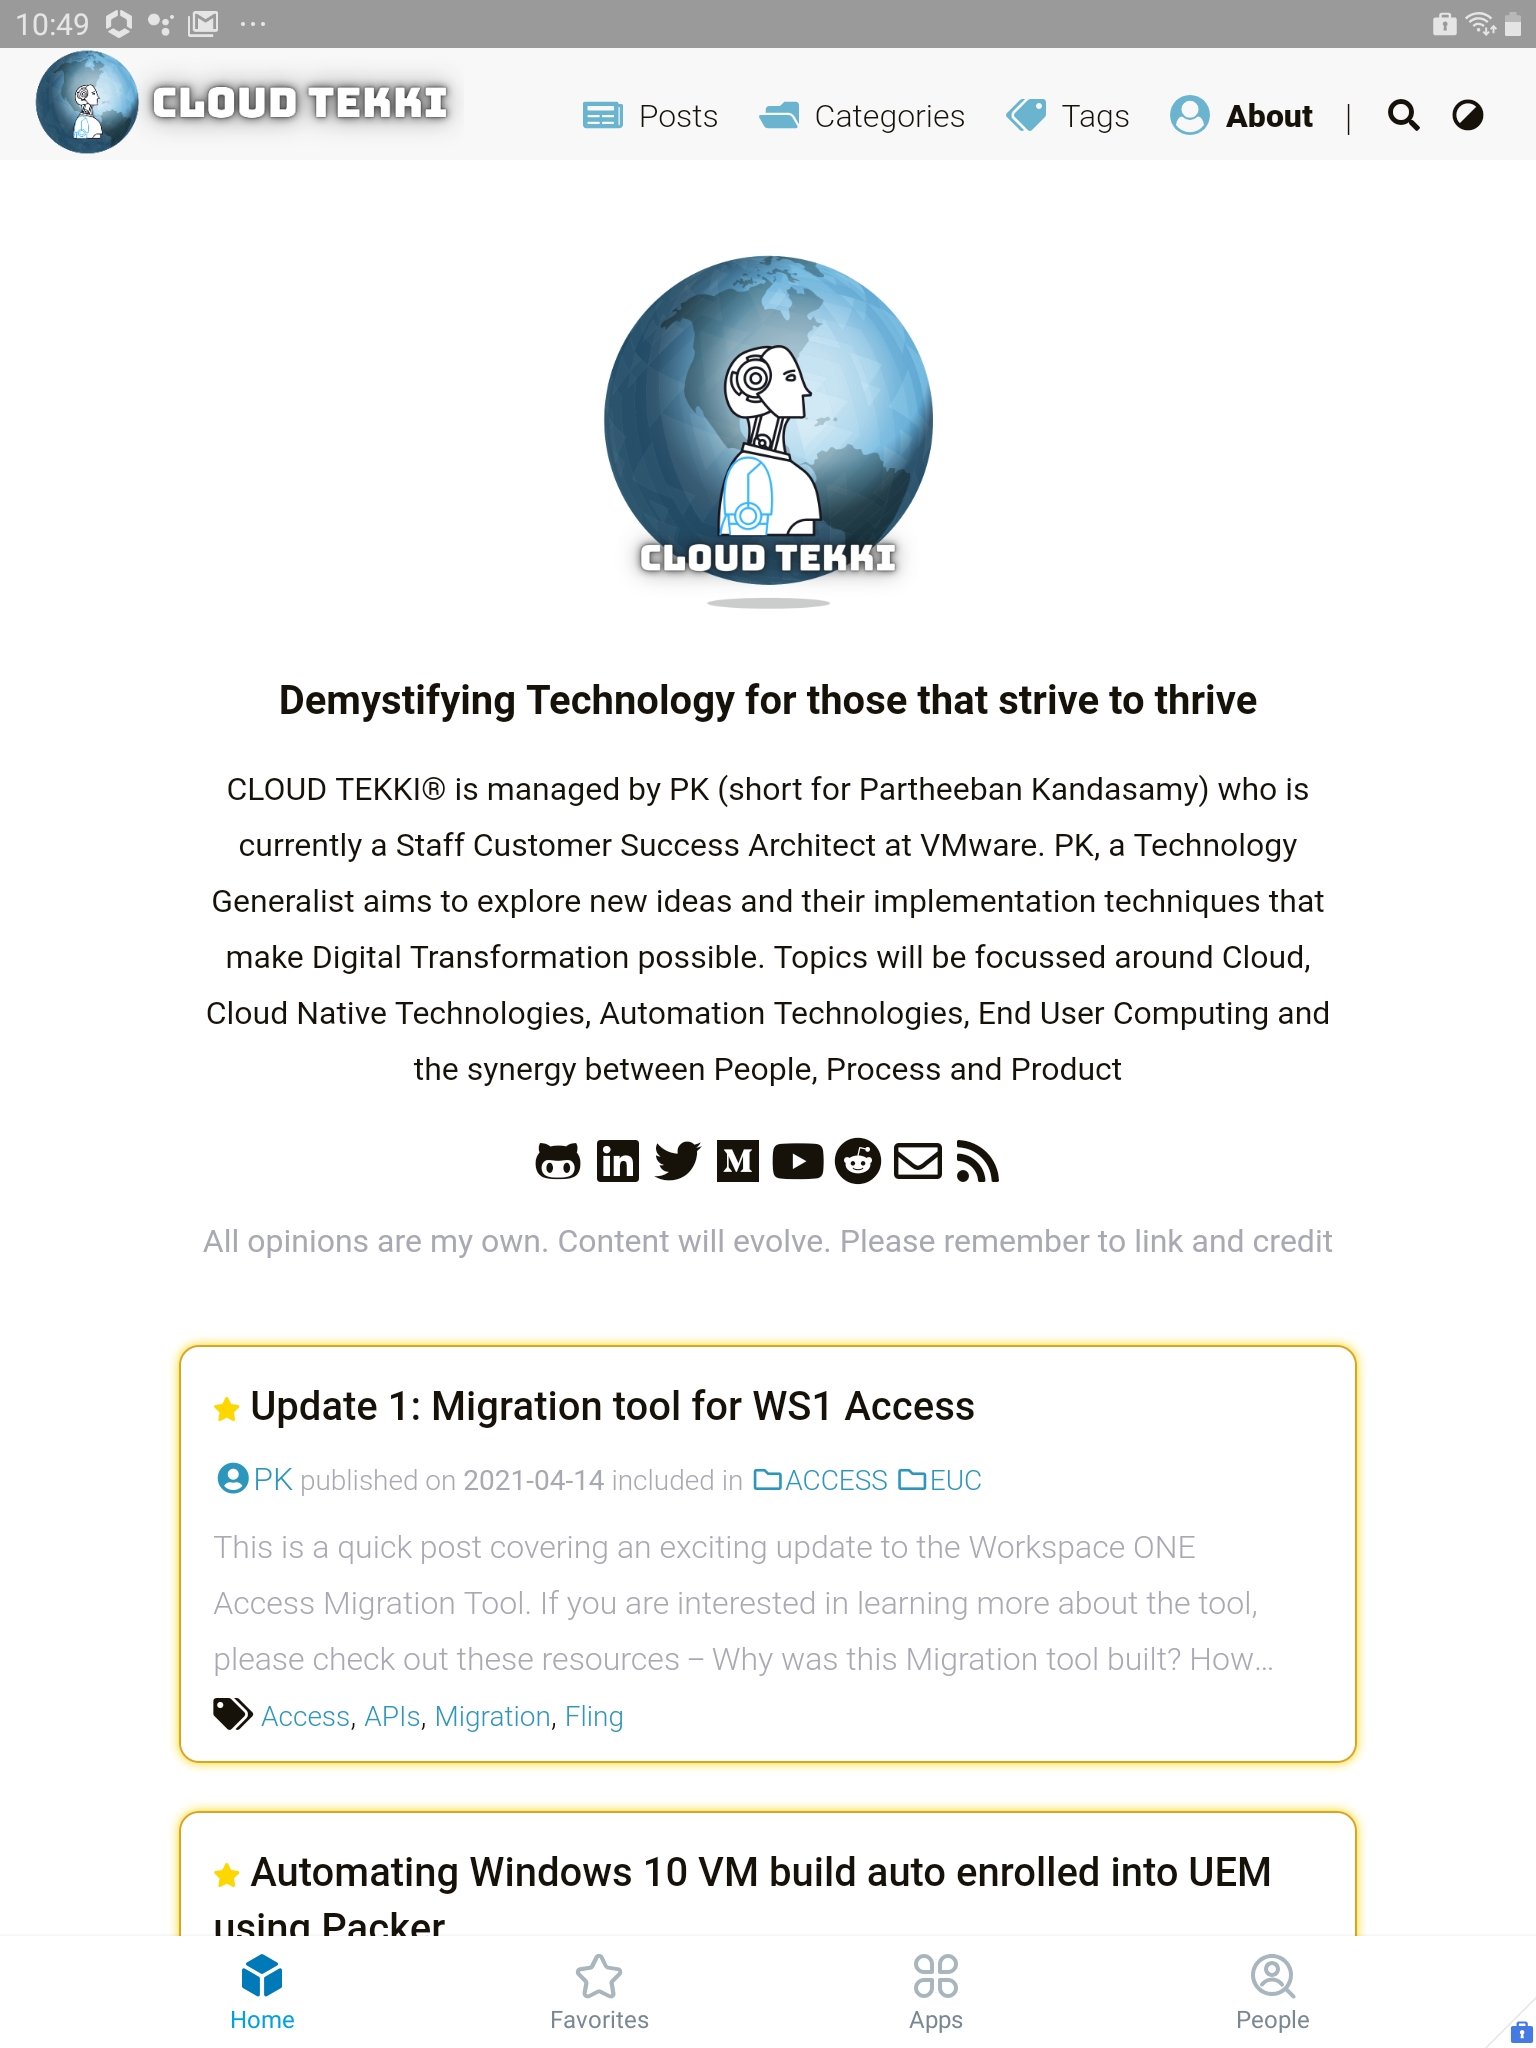 10:49
CLOUD TEKKI
Posts Categories Tags About |
CLOUD TEKKI
Demystifying Technology for those that strive to thrive
CLOUD TEKKI® is managed by PK (short for Partheeban Kandasamy) who is
currently a Staff Customer Success Architect at VMware. PK, a Technology
Generalist aims to explore new ideas and their implementation techniques that
make Digital Transformation possible. Topics will be focussed around Cloud,
Cloud Native Technologies, Automation Technologies, End User Computing and
the synergy between People, Process and Product
All opinions are my own. Content will evolve. Please remember to link and credit
Update 1: Migration tool for WS1 Access
PK published on 2021-04-14 included in ACCESS EUC
This is a quick post covering an exciting update to the Workspace ONE
Access Migration Tool. If you are interested in learning more about the tool,
please check out these resources – Why was this Migration tool built? How...
Access, APIs, Migration, Fling
Automating Windows 10 VM build auto enrolled into UEM
using Packer
Home Favorites Apps People